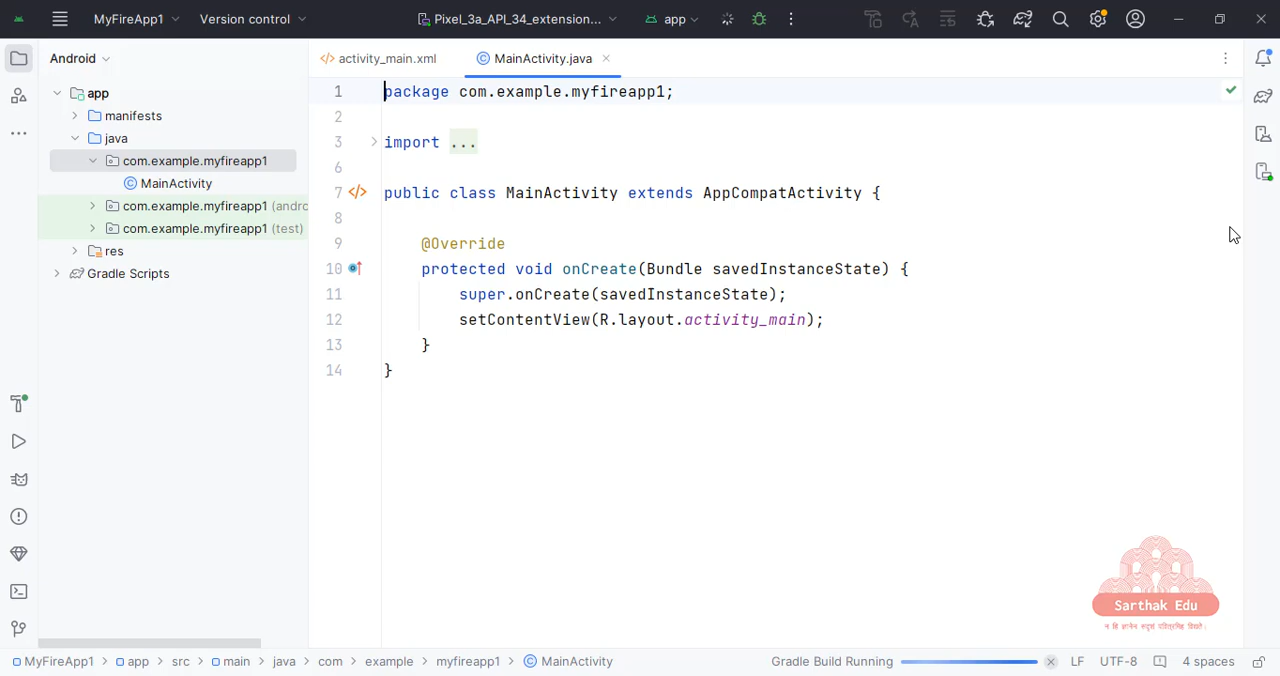 MyFireApp1 Version control Pixel_3a_API_34_extension... app
Android
activity_main.xml MainActivity.java
app
manifests
java
com.example.myfireapp1
MainActivity
com.example.myfireapp1 (andro
com.example.myfireapp1 (test)
res
Gradle Scripts
1 package com.example.myfireapp1;
2
3 import ...
6
7 public class MainActivity extends AppCompatActivity {
8
9 @Override
10 protected void onCreate(Bundle savedInstanceState) {
11 super.onCreate(savedInstanceState);
12 setContentView(R.layout.activity_main);
13 }
14 }
Sarthak Edu
MyFireApp1 > app > src > main > java > com > example > myfireapp1 > MainActivity Gradle Build Running LF UTF-8 4 spaces